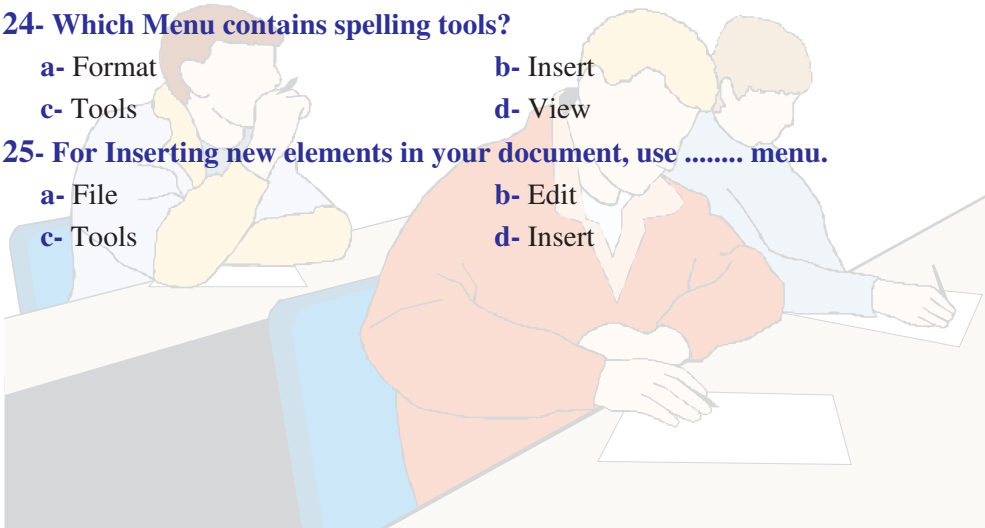 24- Which Menu contains spelling tools?
a- Format b- Insert
c- Tools d- View
25- For Inserting new elements in your document, use ........ menu.
a- File b- Edit
c- Tools d- Insert